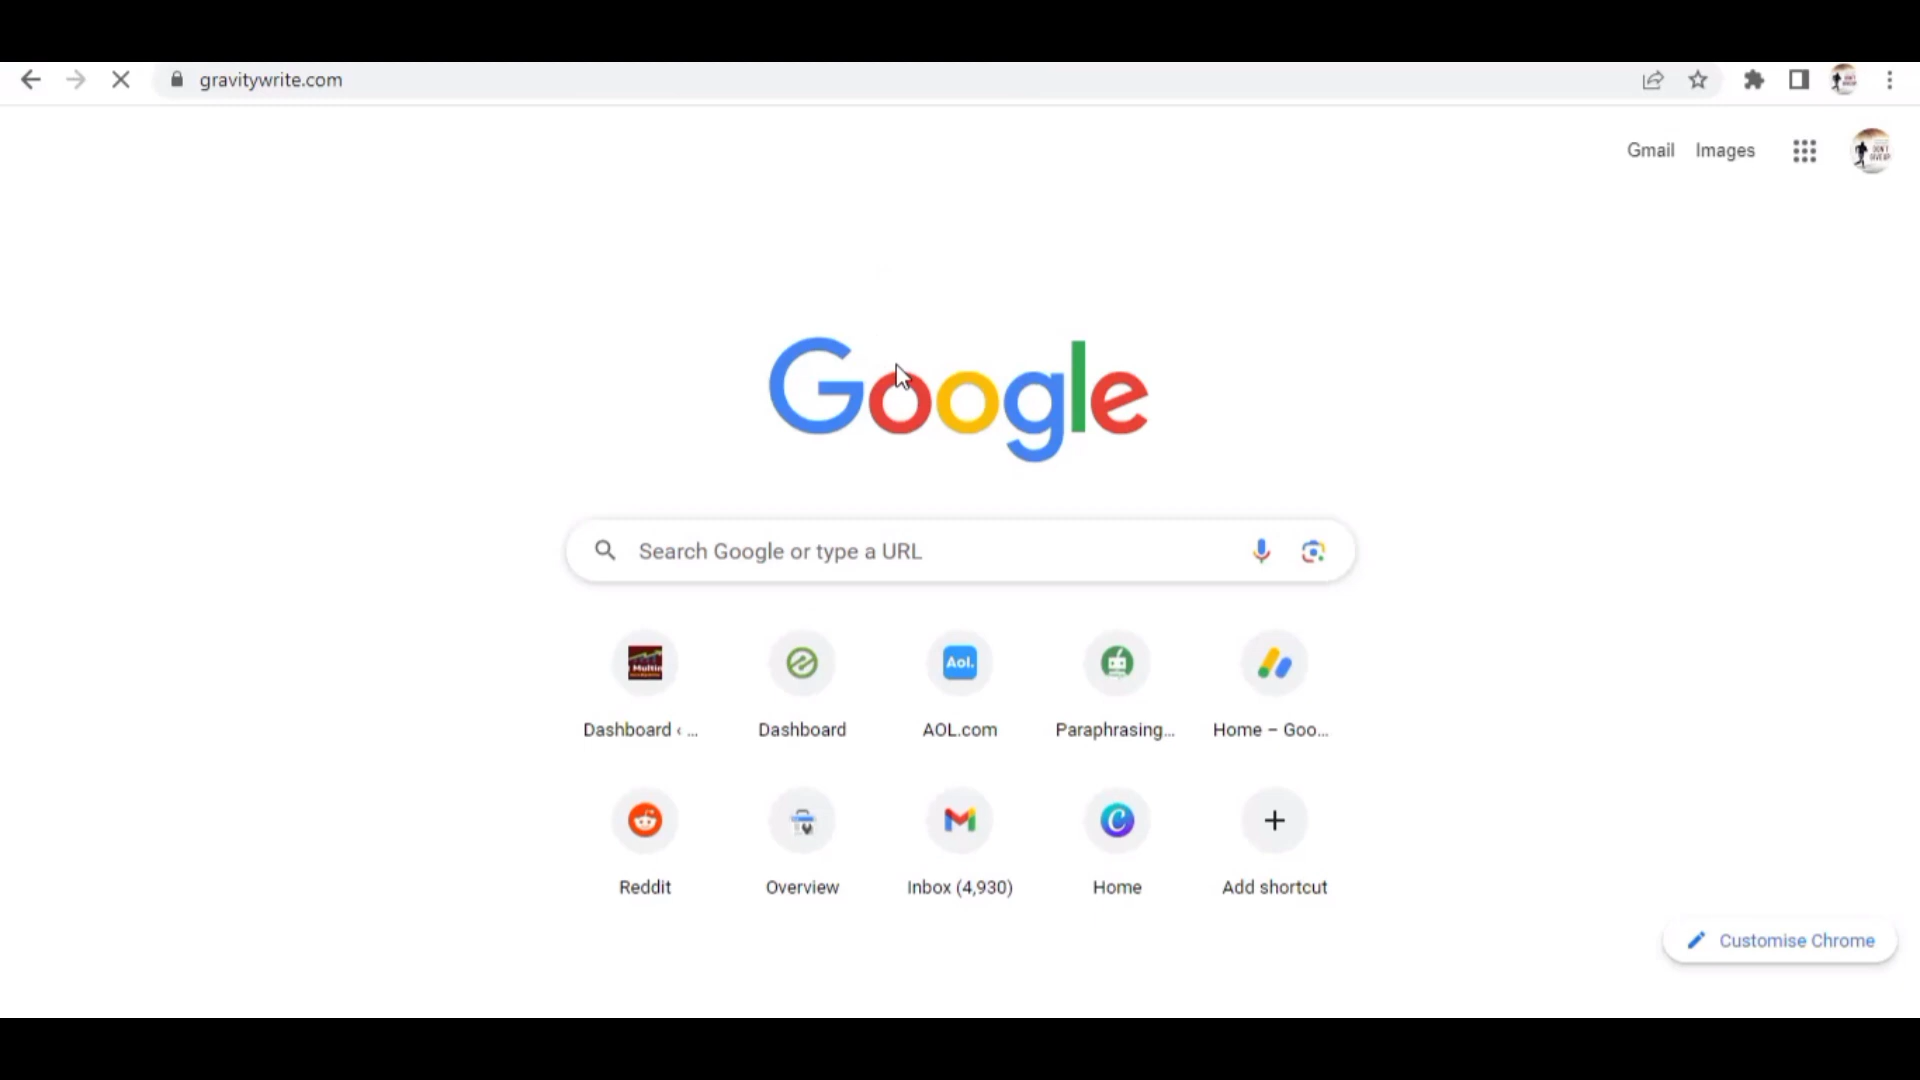 gravitywrite.com
Gmail Images
Google
Search Google or type a URL
Aol.
Dashboard ‹ ...
Dashboard
AOL.com
Paraphrasing...
Home – Goo...
Reddit
Overview
Inbox (4,930)
Home
Add shortcut
Customise Chrome